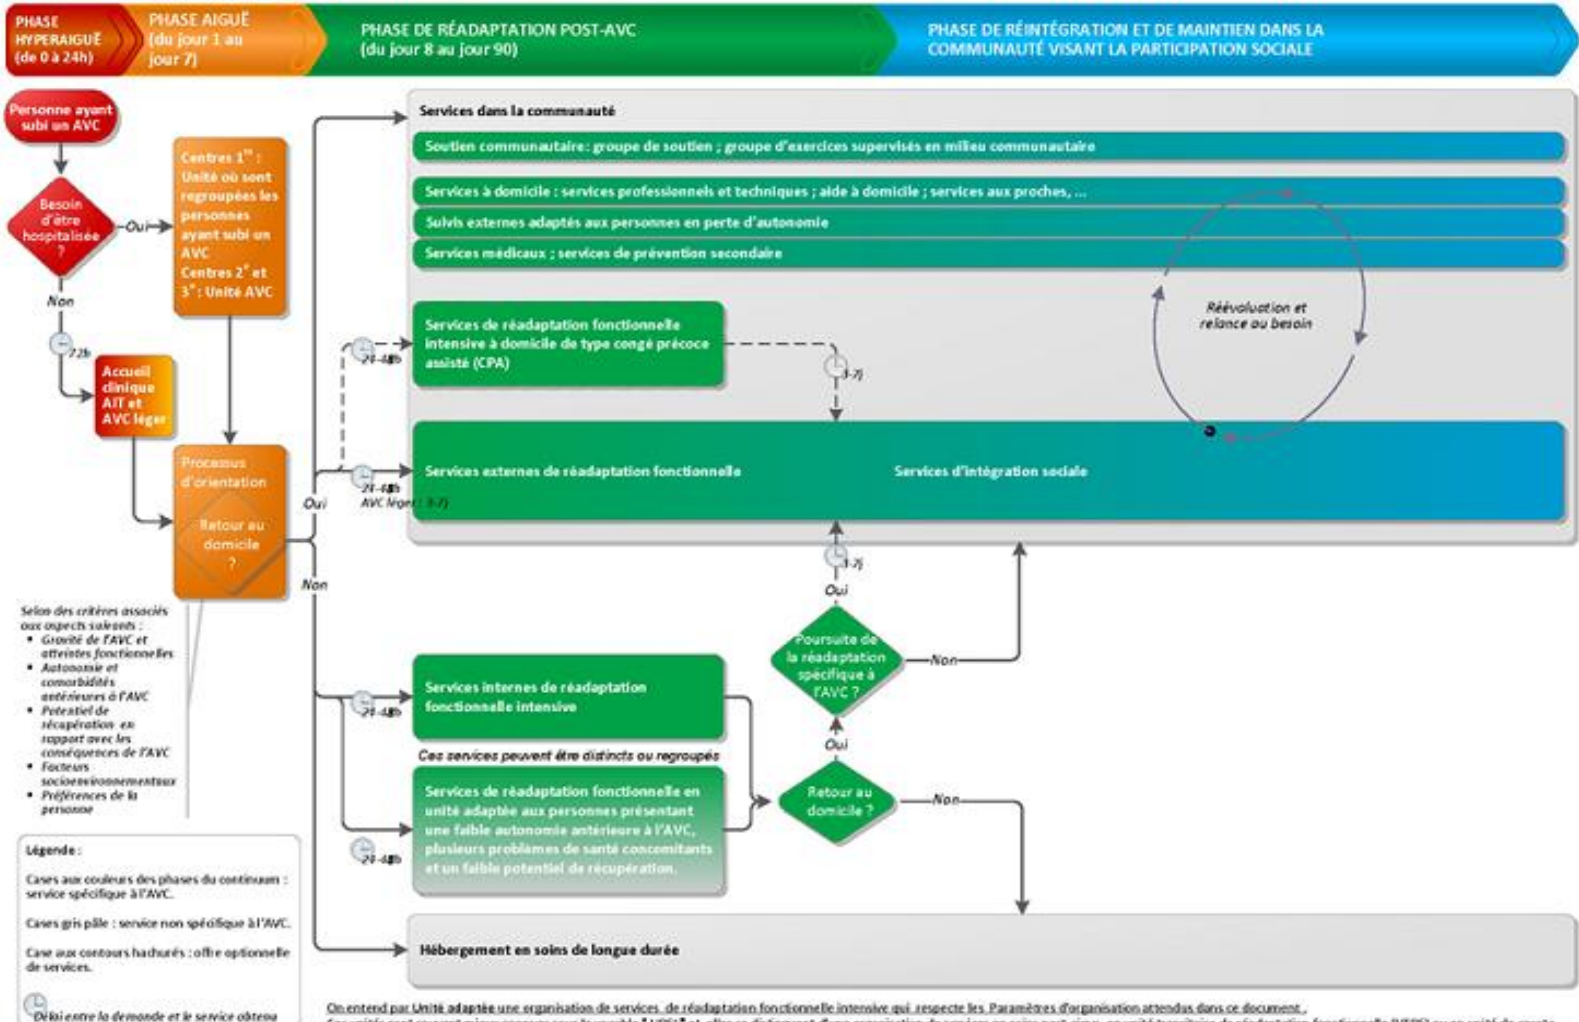 PHASE
HYPERAIGUË
(de 0 à 24h)
PHASE AIGUË
(du jour 1 au
jour 7)
PHASE DE RÉADAPTATION POST-AVC
(du jour 8 au jour 90)
PHASE DE RÉINTÉGRATION ET DE MAINTIEN DANS LA
COMMUNAUTÉ VISANT LA PARTICIPATION SOCIALE
Personne ayant
subi un AVC
Besoin
d'être
hospitalisée
?
Oui
Non
72h
Centres 1res :
Unité où sont
regroupées les
personnes
ayant subi un
AVC
Centres 2e et
3e : Unité AVC
Accueil
clinique
AIT et
AVC léger
Processus
d'orientation
Retour au
domicile
?
Oui
Non
Services dans la communauté
Soutien communautaire: groupe de soutien ; groupe d'exercices supervisés en milieu communautaire
Services à domicile : services professionnels et techniques ; aide à domicile ; services aux proches, ...
Suivis externes adaptés aux personnes en perte d'autonomie
Services médicaux ; services de prévention secondaire
24-48h
Services de réadaptation fonctionnelle
intensive à domicile de type congé précoce
assisté (CPA)
3-7j
Réévaluation et
relance au besoin
24-48h
AVC léger : 3-7j
Services externes de réadaptation fonctionnelle
Services d'intégration sociale
3-7j
Oui
Poursuite de
la réadaptation
spécifique à
l'AVC ?
Non
Oui
Selon des critères associés
aux aspects suivants :
• Gravité de l'AVC et
atteintes fonctionnelles
• Autonomie et
comorbidités
antérieures à l'AVC
• Potentiel de
récupération en
rapport avec les
conséquences de l'AVC
• Facteurs
socioenvironnementaux
• Préférences de la
personne
24-48h
Services internes de réadaptation
fonctionnelle intensive
Ces services peuvent être distincts ou regroupés
24-48h
Services de réadaptation fonctionnelle en
unité adaptée aux personnes présentant
une faible autonomie antérieure à l'AVC,
plusieurs problèmes de santé concomitants
et un faible potentiel de récupération.
Retour au
domicile ?
Non
Hébergement en soins de longue durée
Légende :
Cases aux couleurs des phases du continuum :
service spécifique à l'AVC.
Cases gris pâle : service non spécifique à l'AVC.
Case aux contours hachurés : offre optionnelle
de services.
Délai entre la demande et le service obtenu
On entend par Unité adaptée une organisation de services de réadaptation fonctionnelle intensive qui respecte les Paramètres d'organisation attendus dans ce document.